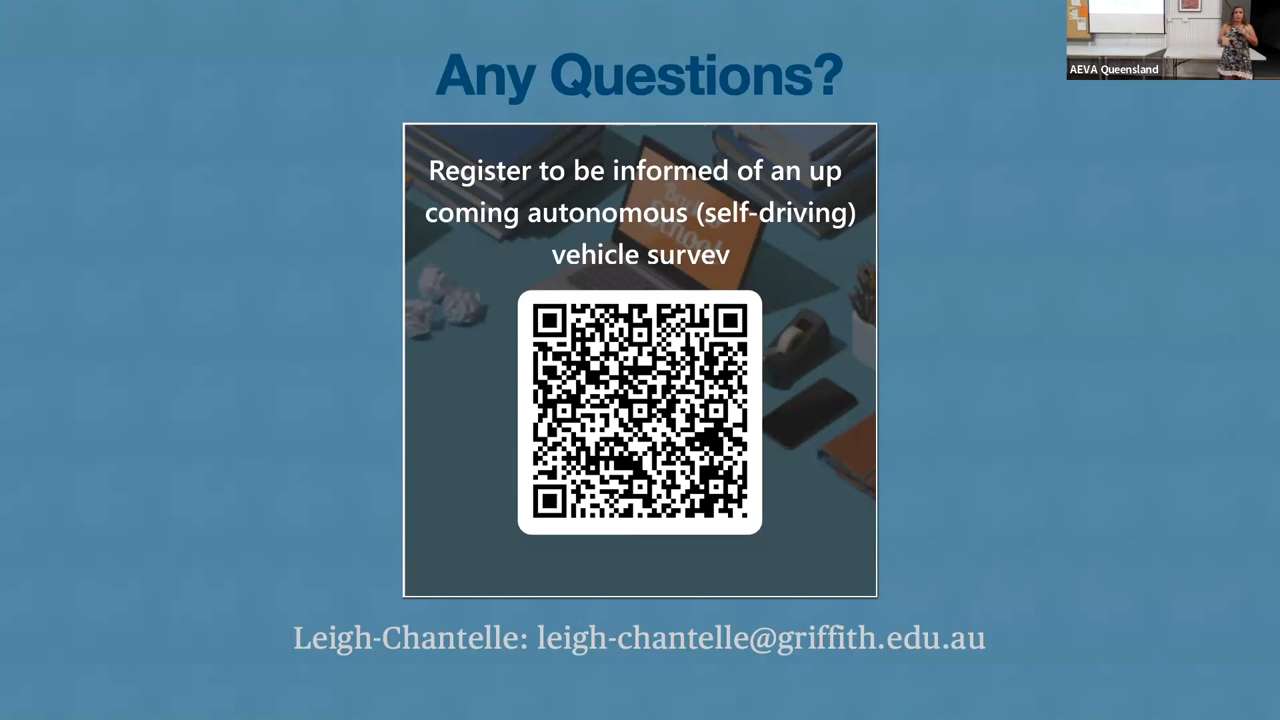 Any Questions?
AEVA Queensland
Register to be informed of an up
coming autonomous (self-driving)
vehicle survey
Leigh-Chantelle: leigh-chantelle@griffith.edu.au